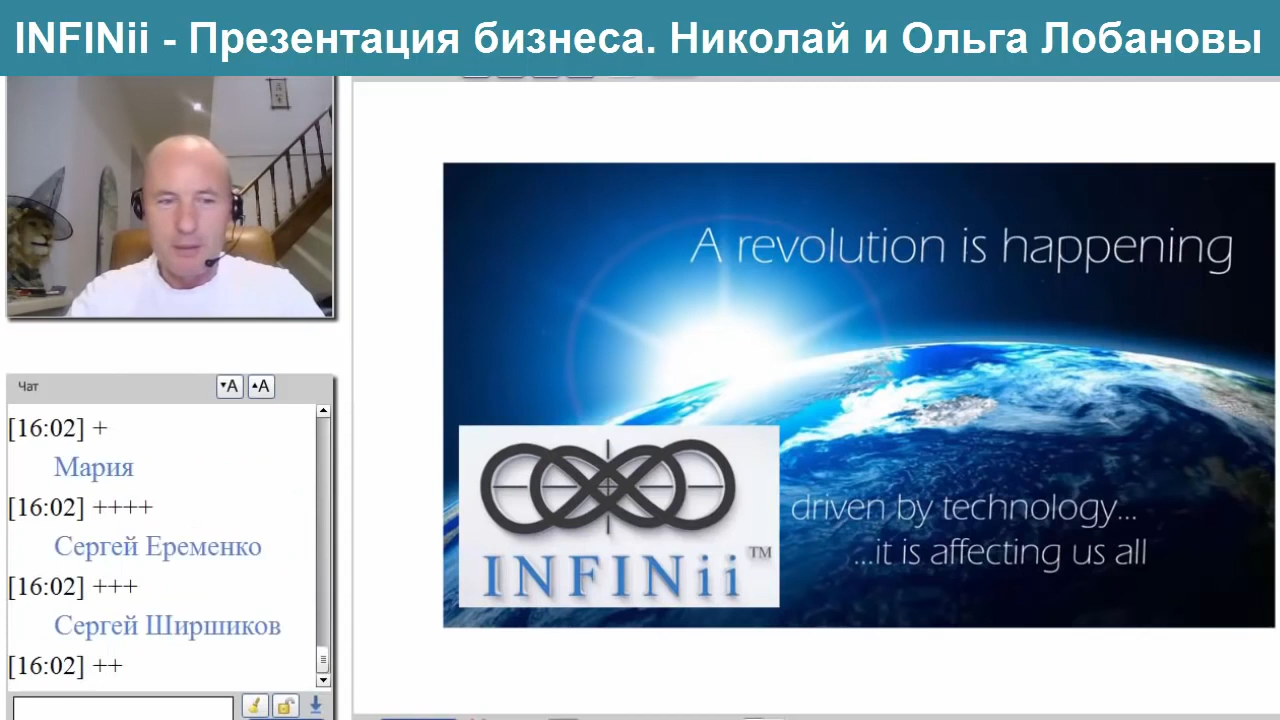 INFINii - Презентация бизнеса. Николай и Ольга Лобановы
A revolution is happening
INFINii™
driven by technology...
...it is affecting us all
Чат
▾A ▴A
[16:02] +
Мария
[16:02] ++++
Сергей Еременко
[16:02] +++
Сергей Ширшиков
[16:02] ++